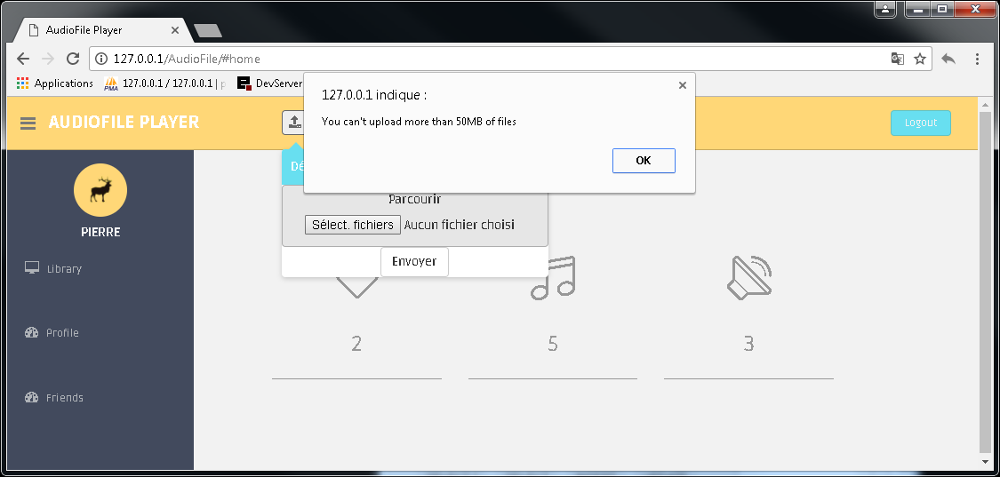 AudioFile Player
127.0.0.1/AudioFile/#home
Applications
127.0.0.1 / 127.0.0.1 | p
DevServer
127.0.0.1 indique :
You can't upload more than 50MB of files
OK
AUDIOFILE PLAYER
Logout
Dé
Parcourir
Sélect. fichiers Aucun fichier choisi
Envoyer
PIERRE
Library
Profile
Friends
2
5
3